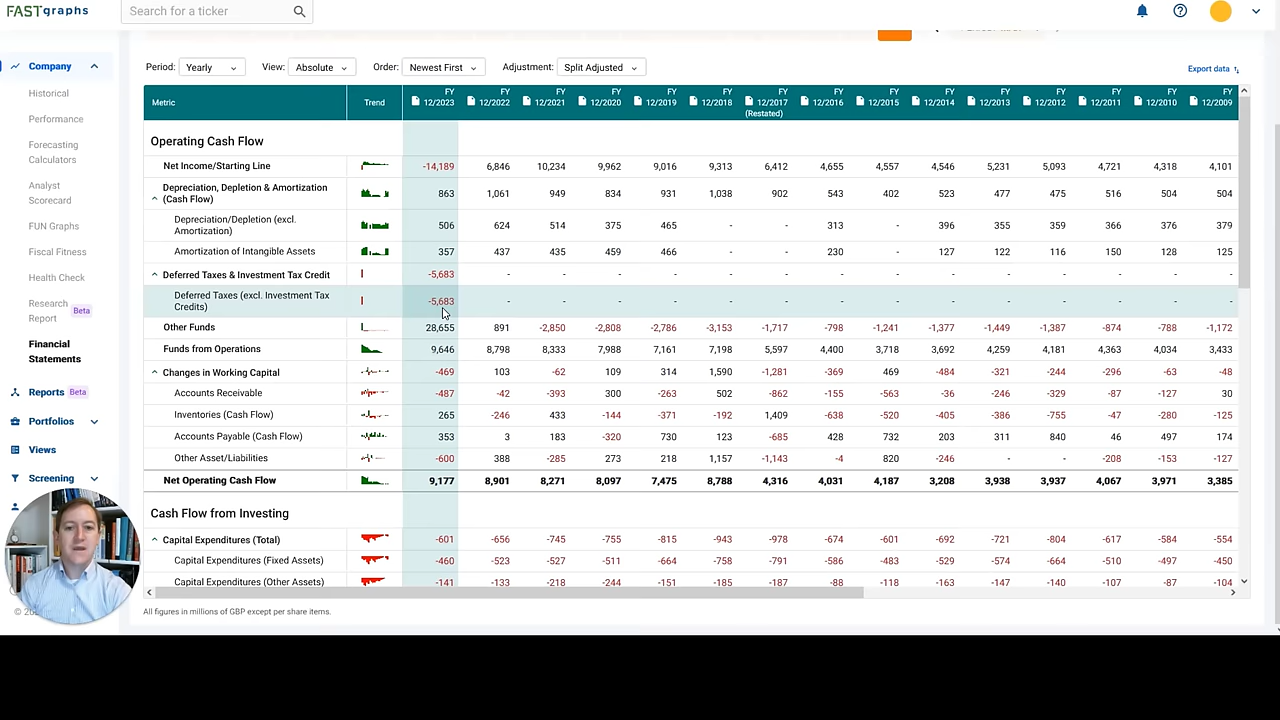 FAST graphs
Search for a ticker
Company
Historical
Performance
Forecasting
Calculators
Analyst
Scorecard
FUN Graphs
Fiscal Fitness
Health Check
Research
Report Beta
Financial
Statements
Reports Beta
Portfolios
Views
Screening
Period: Yearly View: Absolute Order: Newest First Adjustment: Split Adjusted
Export data
Metric Trend FY 12/2023 FY 12/2022 FY 12/2021 FY 12/2020 FY 12/2019 FY 12/2018 FY 12/2017 (Restated) FY 12/2016 FY 12/2015 FY 12/2014 FY 12/2013 FY 12/2012 FY 12/2011 FY 12/2010 FY 12/2009
Operating Cash Flow
Net Income/Starting Line -14,189 6,846 10,234 9,962 9,016 9,313 6,412 4,655 4,557 4,546 5,231 5,093 4,721 4,318 4,101
Depreciation, Depletion & Amortization
(Cash Flow) 863 1,061 949 834 931 1,038 902 543 402 523 477 475 516 504 504
Depreciation/Depletion (excl.
Amortization) 506 624 514 375 465 - - 313 - 396 355 359 366 376 379
Amortization of Intangible Assets 357 437 435 459 466 - - 230 - 127 122 116 150 128 125
Deferred Taxes & Investment Tax Credit -5,683 - - - - - - - - - - - - - -
Deferred Taxes (excl. Investment Tax
Credits) -5,683 - - - - - - - - - - - - - -
Other Funds 28,655 891 -2,850 -2,808 -2,786 -3,153 -1,717 -798 -1,241 -1,377 -1,449 -1,387 -874 -788 -1,172
Funds from Operations 9,646 8,798 8,333 7,988 7,161 7,198 5,597 4,400 3,718 3,692 4,259 4,181 4,363 4,034 3,433
Changes in Working Capital -469 103 -62 109 314 1,590 -1,281 -369 469 -484 -321 -244 -296 -63 -48
Accounts Receivable -487 -42 -393 300 -263 502 -862 -155 -563 -36 -246 -329 -87 -127 30
Inventories (Cash Flow) 265 -246 433 -144 -371 -192 1,409 -638 -520 -405 -386 -755 -47 -280 -125
Accounts Payable (Cash Flow) 353 3 183 -320 730 123 -685 428 732 203 311 840 46 497 174
Other Asset/Liabilities -600 388 -285 273 218 1,157 -1,143 -4 820 -246 - - -208 -153 -127
Net Operating Cash Flow 9,177 8,901 8,271 8,097 7,475 8,788 4,316 4,031 4,187 3,208 3,938 3,937 4,067 3,971 3,385
Cash Flow from Investing
Capital Expenditures (Total) -601 -656 -745 -755 -815 -943 -978 -674 -601 -692 -721 -804 -617 -584 -554
Capital Expenditures (Fixed Assets) -460 -523 -527 -511 -664 -758 -791 -586 -483 -529 -574 -664 -510 -497 -450
Capital Expenditures (Other Assets) -141 -133 -218 -244 -151 -185 -187 -88 -118 -163 -147 -140 -107 -87 -104
All figures in millions of GBP except per share items.